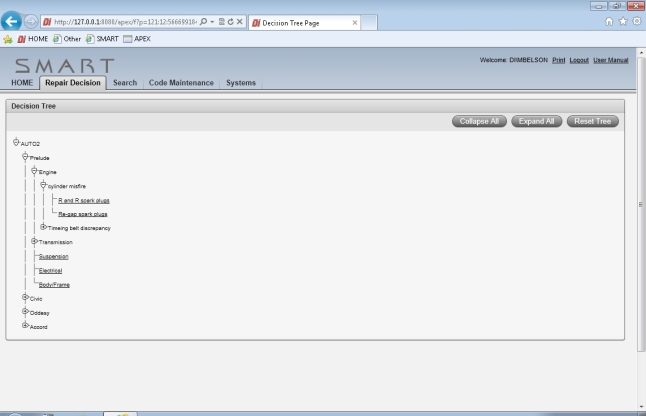 http://127.0.0.1:8080/apex/f?p=121:12:56669918
Decision Tree Page
HOME Other SMART APEX
SMART
Welcome: DIMBELSON Print Logout User Manual
HOME Repair Decision Search Code Maintenance Systems
Decision Tree
Collapse All Expand All Reset Tree
AUTO2
Prelude
Engine
cylinder misfire
R and R spark plugs
Re-gap spark plugs
Timeing belt discrepancy
Transmission
Suspension
Electrical
Body/Frame
Civic
Oddesy
Accord